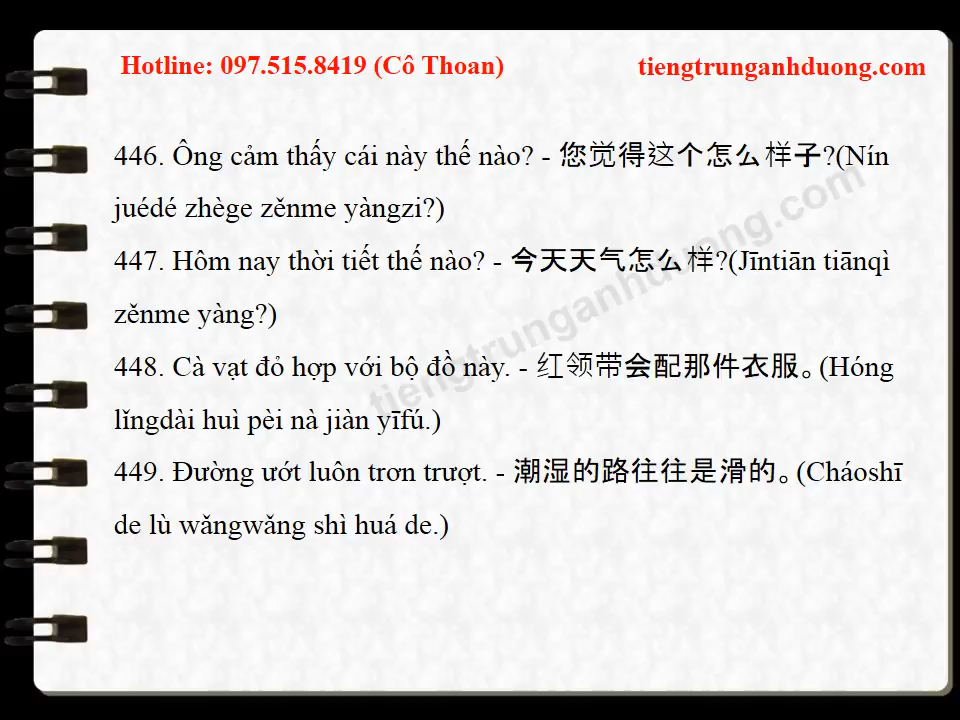 Hotline: 097.515.8419 (Cô Thoan) tiengtrunganhduong.com
446. Ông cảm thấy cái này thế nào? - 您觉得这个怎么样子?(Nín
juédé zhège zěnme yàngzi?)
447. Hôm nay thời tiết thế nào? - 今天天气怎么样?(Jīntiān tiānqì
zěnme yàng?)
448. Cà vạt đỏ hợp với bộ đồ này. - 红领带会配那件衣服。(Hóng
lǐngdài huì pèi nà jiàn yīfú.)
449. Đường ướt luôn trơn trượt. - 潮湿的路往往是滑的。(Cháoshī
de lù wǎngwǎng shì huá de.)
tiengtrunganhduong.com